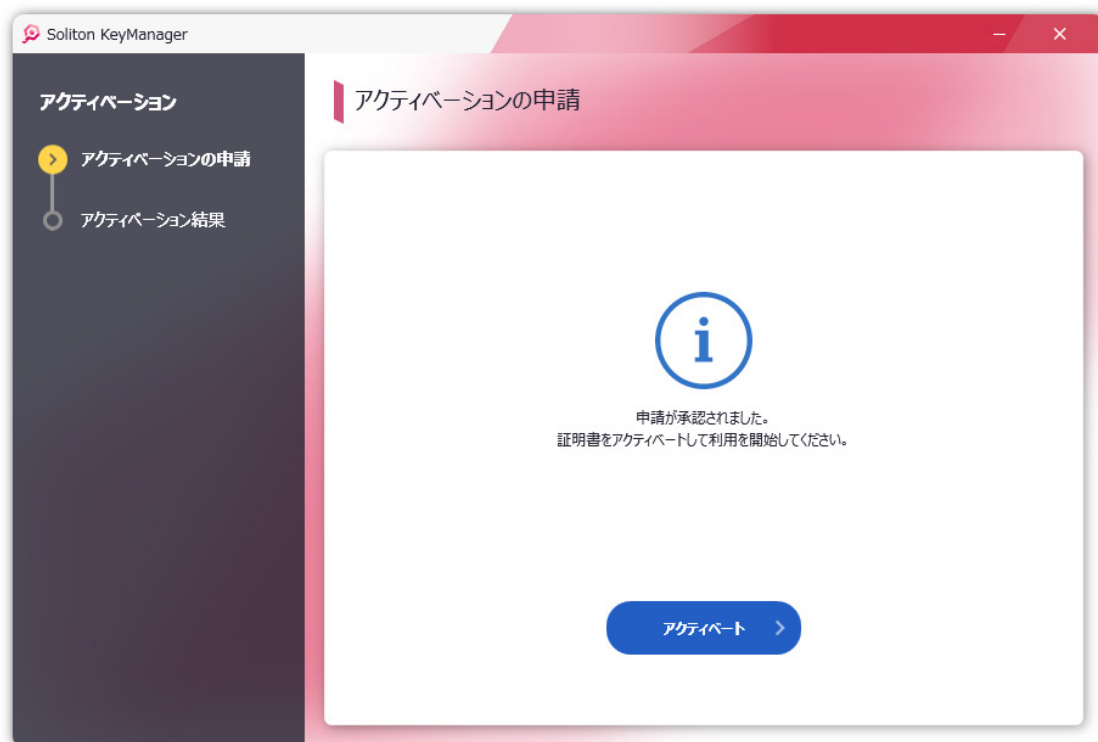 Soliton KeyManager
アクティベーション
アクティベーションの申請
アクティベーション結果
アクティベーションの申請
申請が承認されました。
証明書をアクティベートして利用を開始してください。
アクティベート